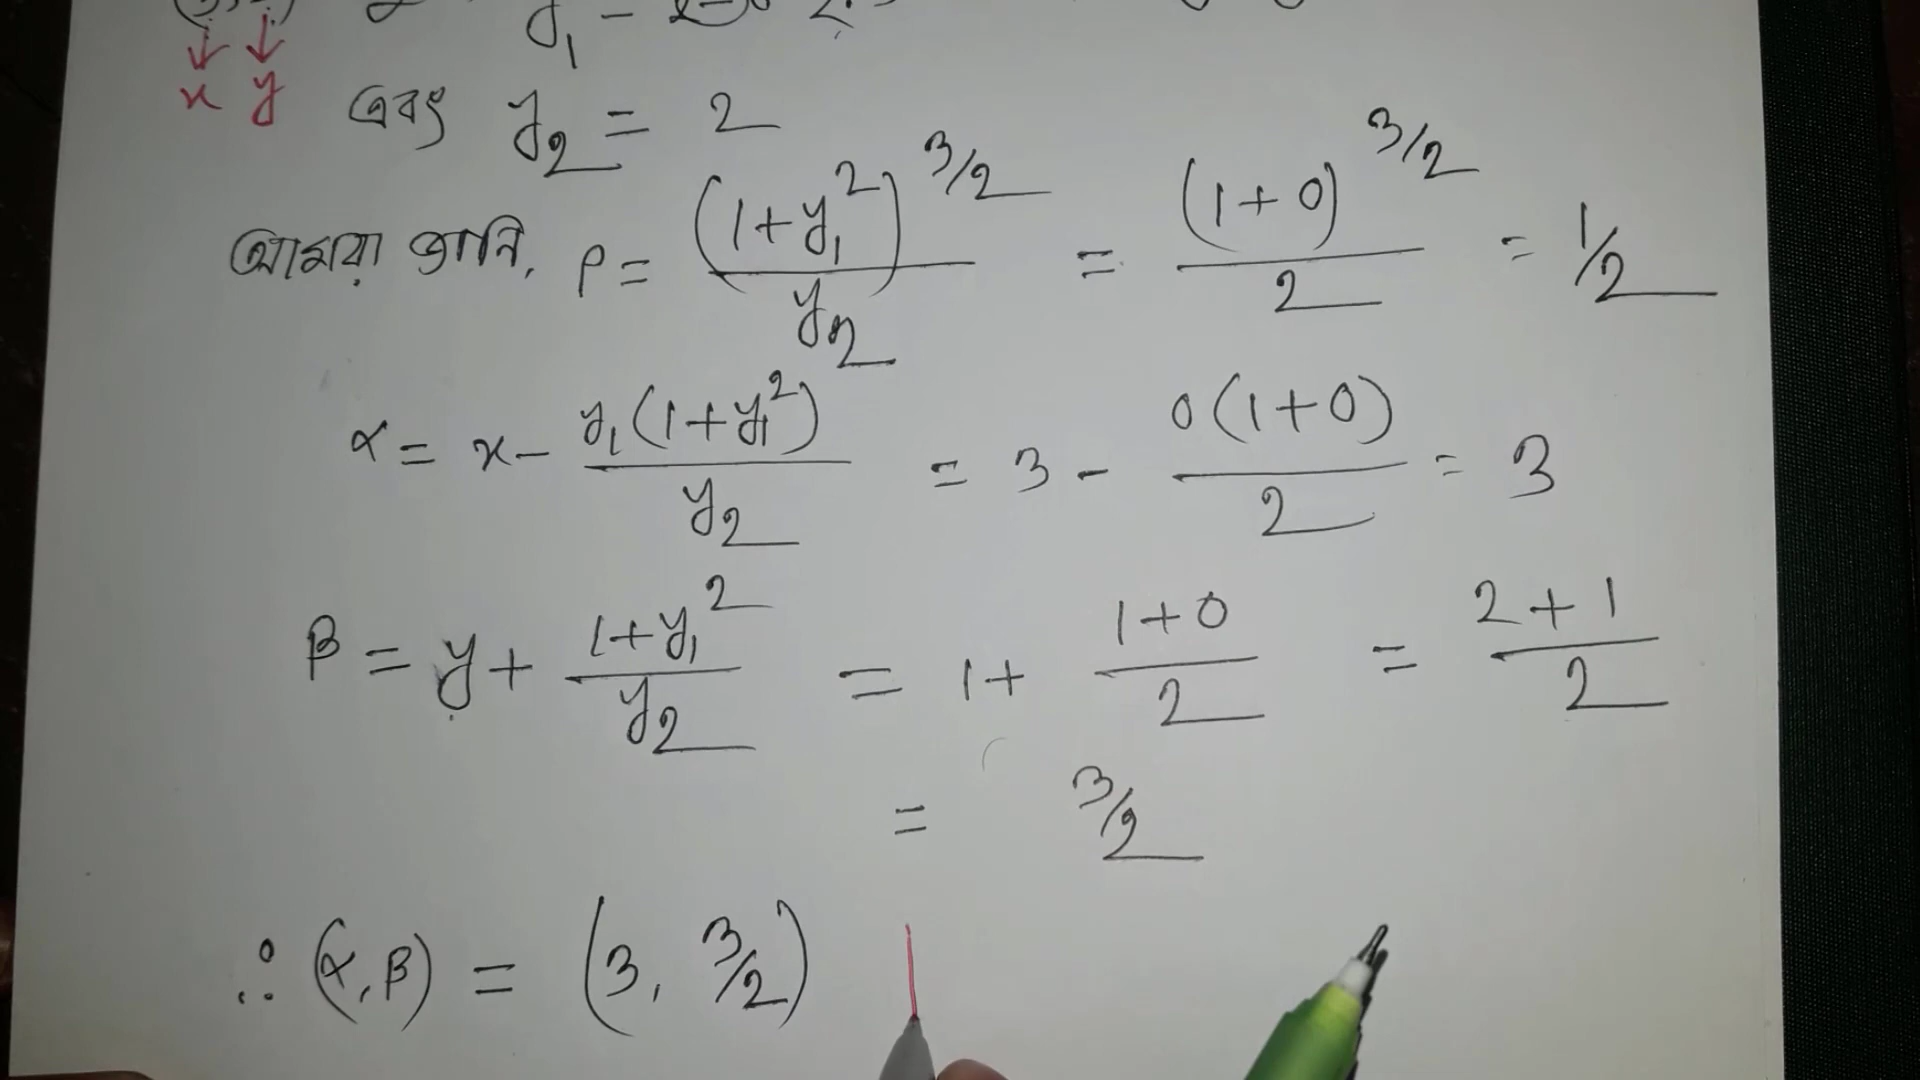 x y এবং y₂ = 2
আমরা জানি, ρ = (1+y₁²)^3/2 / y₂ = (1+0)^3/2 / 2 = 1/2
α = x - y₁(1+y₁²) / y₂ = 3 - 0(1+0) / 2 = 3
β = y + 1+y₁² / y₂ = 1 + 1+0 / 2 = 2+1 / 2
= 3/2
∴ (α, β) = (3, 3/2)